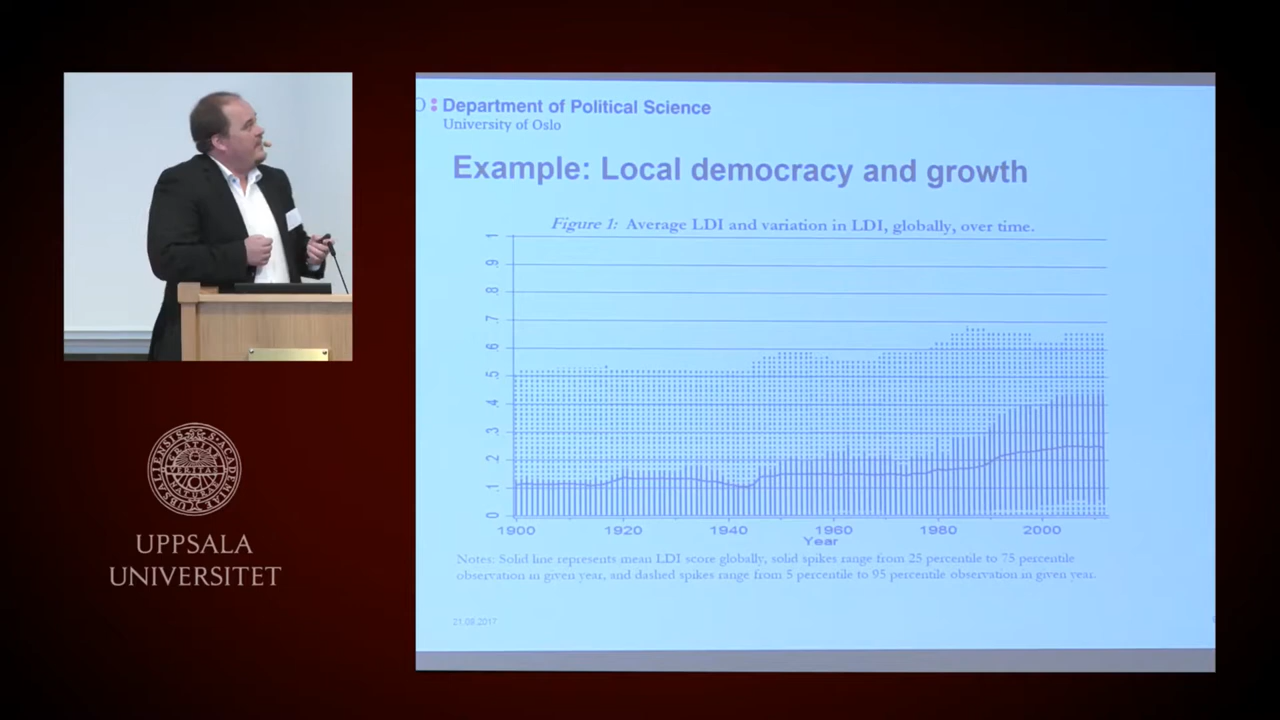 O : Department of Political Science
University of Oslo
Example: Local democracy and growth
Figure 1: Average LDI and variation in LDI, globally, over time.
1
.9
.8
.7
.6
.5
.4
.3
.2
.1
0
1900 1920 1940 1960 1980 2000
Year
Notes: Solid line represents mean LDI score globally, solid spikes range from 25 percentile to 75 percentile
observation in given year, and dashed spikes range from 5 percentile to 95 percentile observation in given year.
21.09.2017
UPPSALA
UNIVERSITET